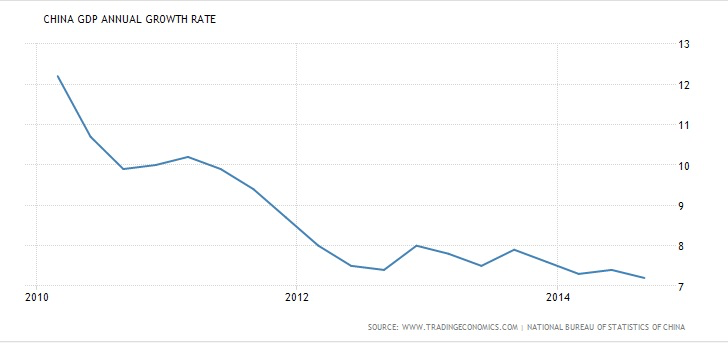 CHINA GDP ANNUAL GROWTH RATE
13
12
11
10
9
8
7
2010 2012 2014
SOURCE: WWW.TRADINGECONOMICS.COM | NATIONAL BUREAU OF STATISTICS OF CHINA